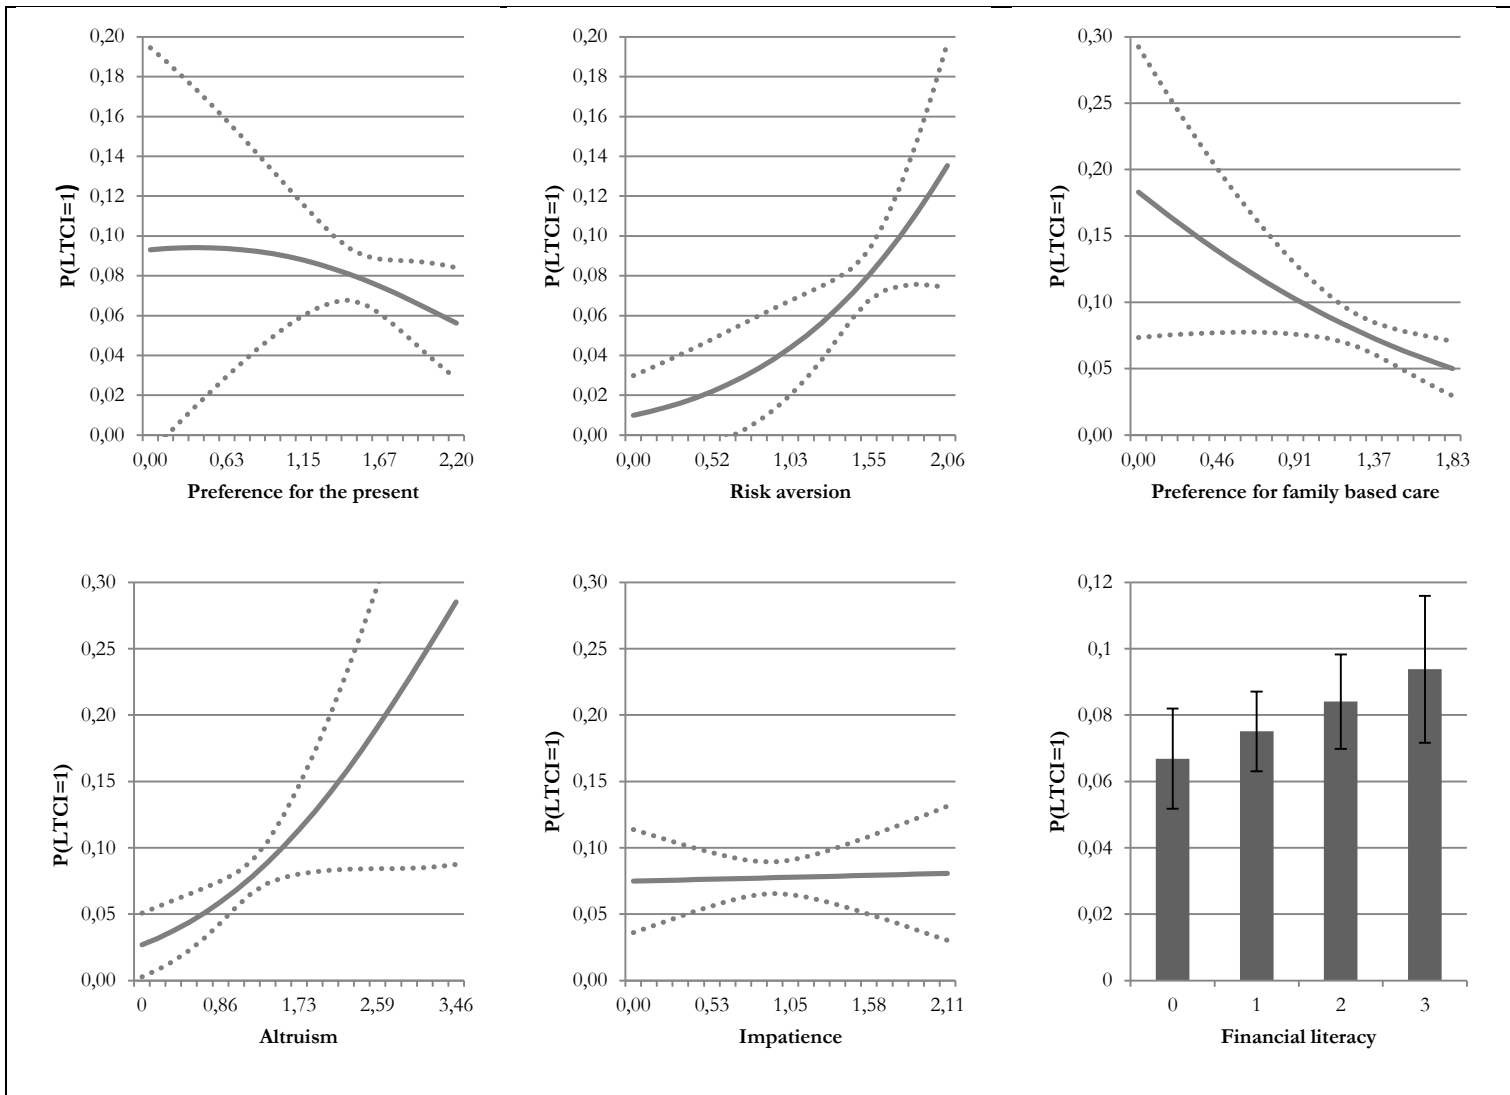 0,20
0,18
0,16
0,14
0,12
0,10
0,08
0,06
0,04
0,02
0,00
P(LTCI=1)
0,00 0,63 1,15 1,67 2,20
Preference for the present
0,20
0,18
0,16
0,14
0,12
0,10
0,08
0,06
0,04
0,02
0,00
P(LTCI=1)
0,00 0,52 1,03 1,55 2,06
Risk aversion
0,30
0,25
0,20
0,15
0,10
0,05
0,00
P(LTCI=1)
0,00 0,46 0,91 1,37 1,83
Preference for family based care
0,30
0,25
0,20
0,15
0,10
0,05
0,00
P(LTCI=1)
0 0,86 1,73 2,59 3,46
Altruism
0,30
0,25
0,20
0,15
0,10
0,05
0,00
P(LTCI=1)
0,00 0,53 1,05 1,58 2,11
Impatience
0,12
0,1
0,08
0,06
0,04
0,02
0
P(LTCI=1)
0 1 2 3
Financial literacy